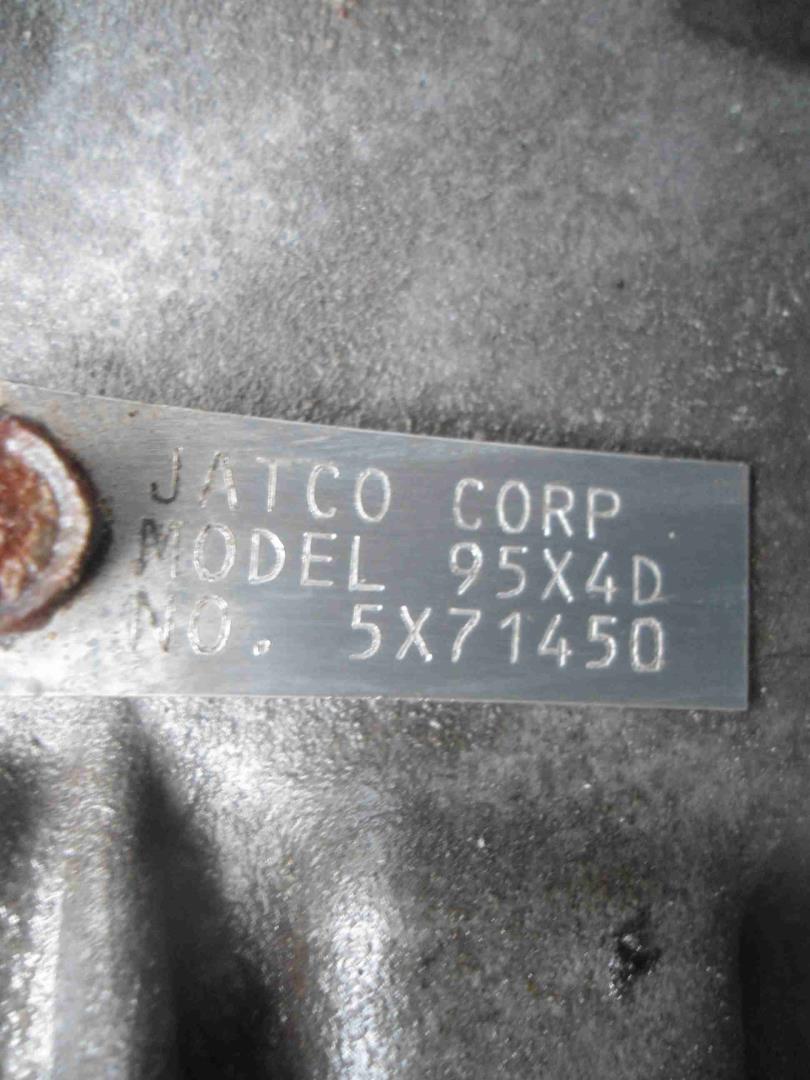 JATCO CORP
MODEL 95X4D
NO. 5X71450